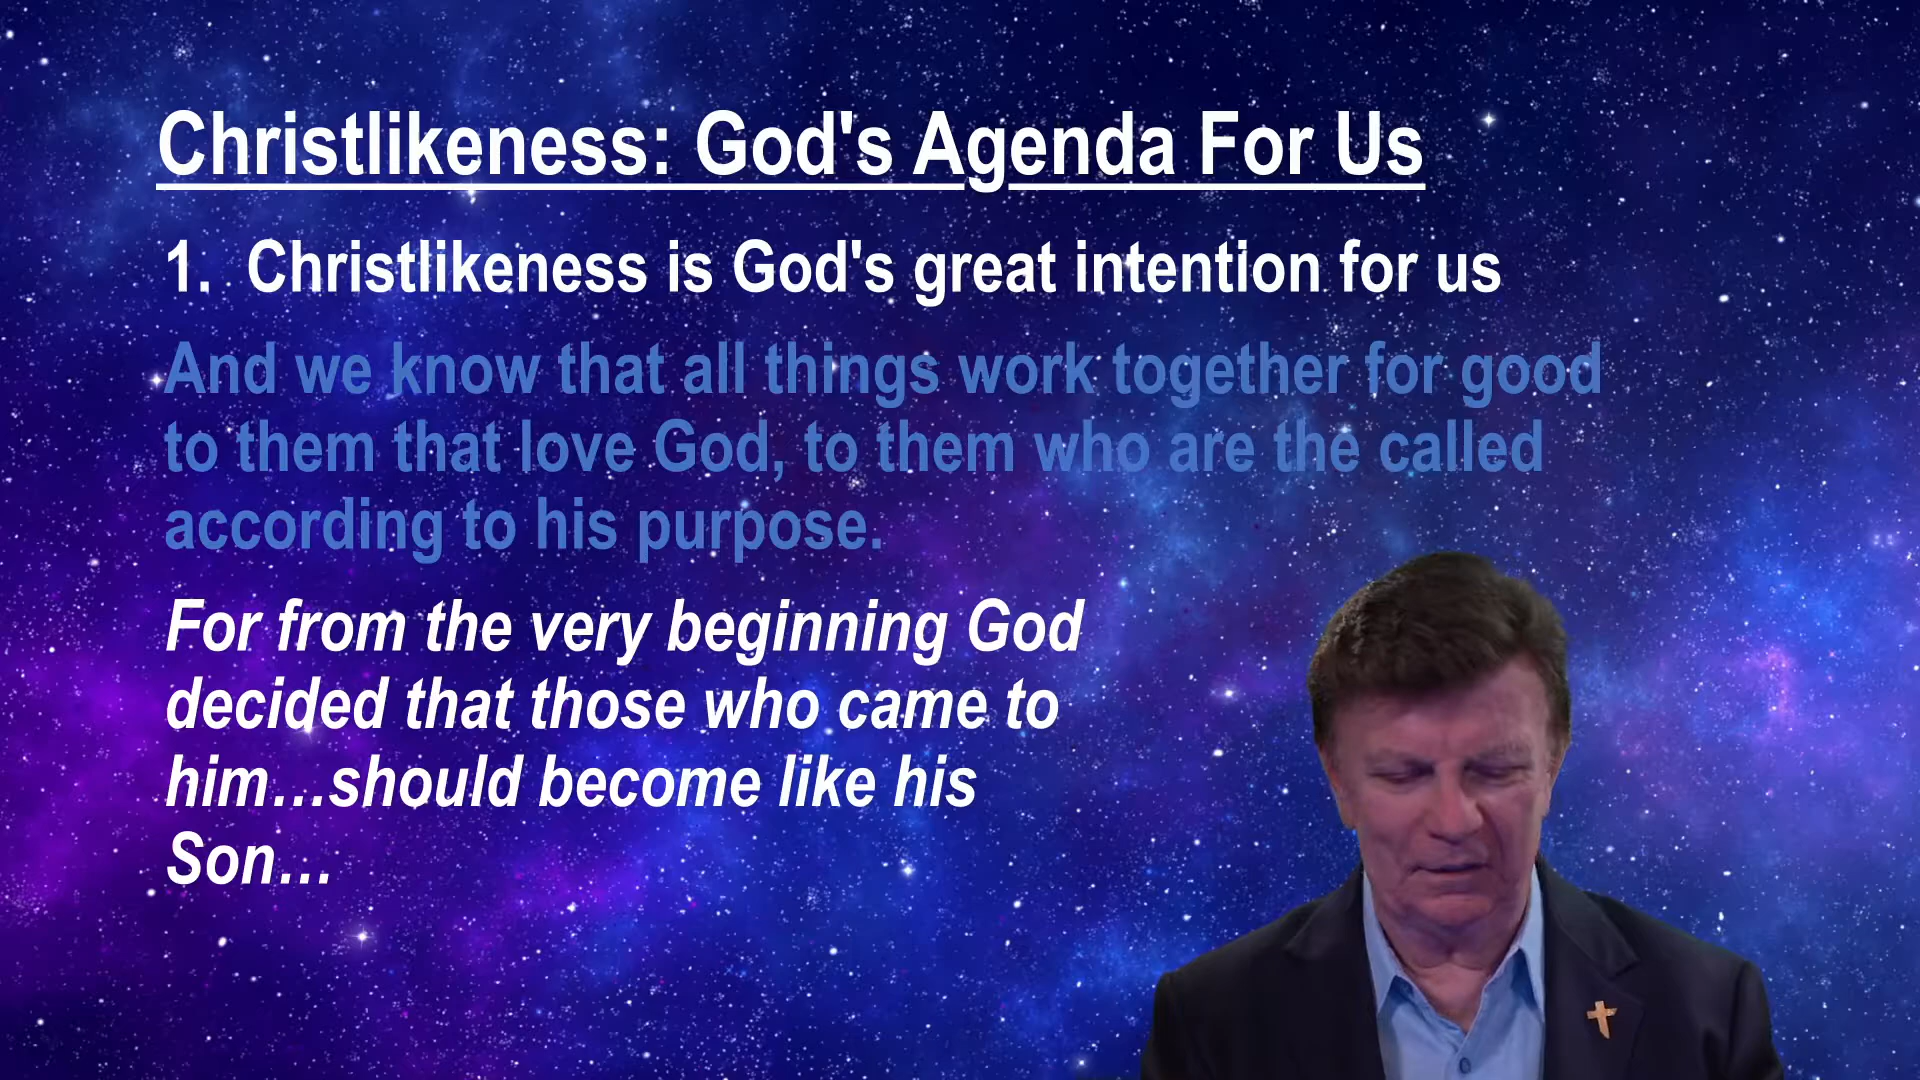 Christlikeness: God's Agenda For Us
1. Christlikeness is God's great intention for us
And we know that all things work together for good
to them that love God, to them who are the called
according to his purpose.
For from the very beginning God
decided that those who came to
him…should become like his
Son…